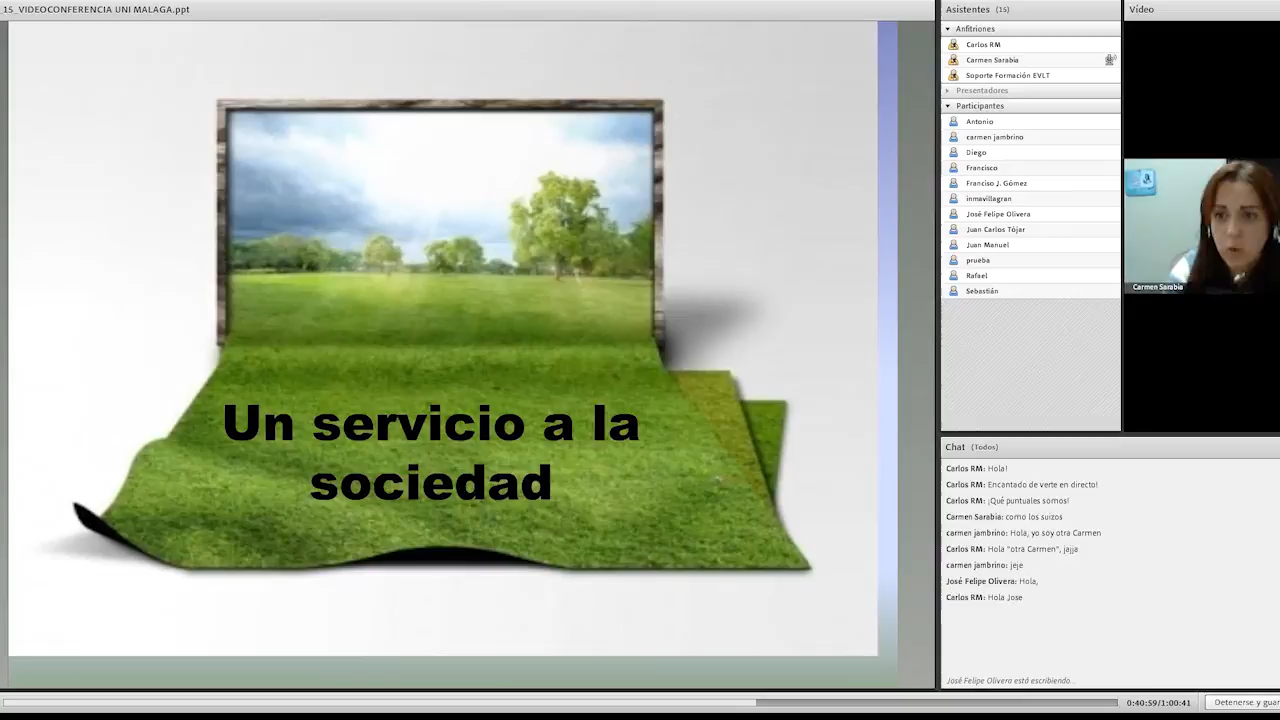 _15_VIDEOCONFERENCIA UNI MALAGA.ppt
Un servicio a la
sociedad
Asistentes (15)
Anfitriones
Carlos RM
Carmen Sarabia
Soporte Formación EVLT
Presentadores
Participantes
Antonio
carmen jambrino
Diego
Francisco
Franciso J. Gómez
inmavillagran
José Felipe Olivera
Juan Carlos Tójar
Juan Manuel
prueba
Rafael
Sebastián
Vídeo
Carmen Sarabia
Chat (Todos)
Carlos RM: Hola!
Carlos RM: Encantado de verte en directo!
Carlos RM: ¡Qué puntuales somos!
Carmen Sarabia: como los suizos
carmen jambrino: Hola, yo soy otra Carmen
Carlos RM: Hola "otra Carmen", jajja
carmen jambrino: jeje
José Felipe Olivera: Hola,
Carlos RM: Hola Jose
José Felipe Olivera está escribiendo...
0:40:59/1:00:41
Detenerse y guar